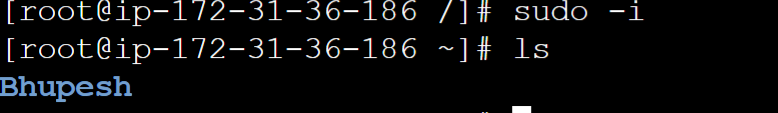 [root@ip-172-31-36-186 /]# sudo -i
[root@ip-172-31-36-186 ~]# ls
Bhupesh